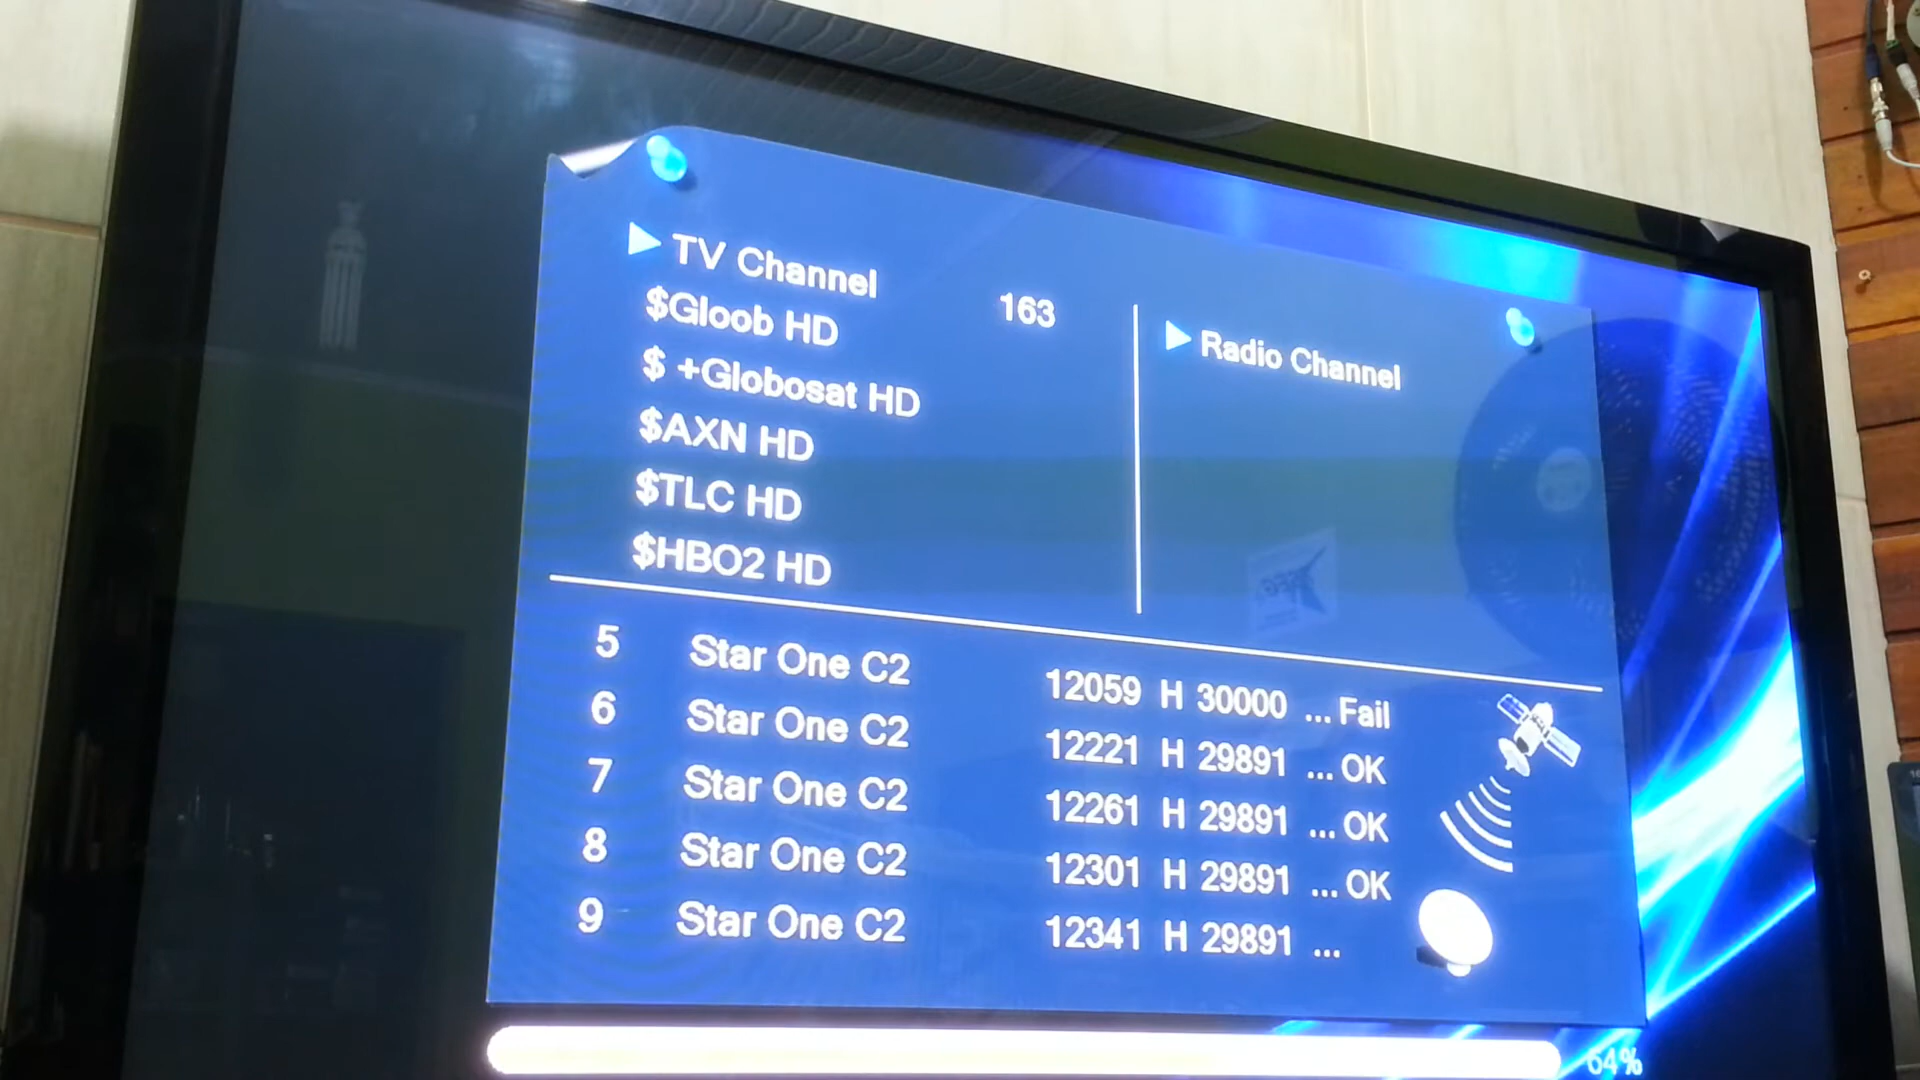 TV Channel 163
$Gloob HD
$ +Globosat HD
$AXN HD
$TLC HD
$HBO2 HD
Radio Channel
5 Star One C2 12059 H 30000 ... Fail
6 Star One C2 12221 H 29891 ... OK
7 Star One C2 12261 H 29891 ... OK
8 Star One C2 12301 H 29891 ... OK
9 Star One C2 12341 H 29891 ...
64%